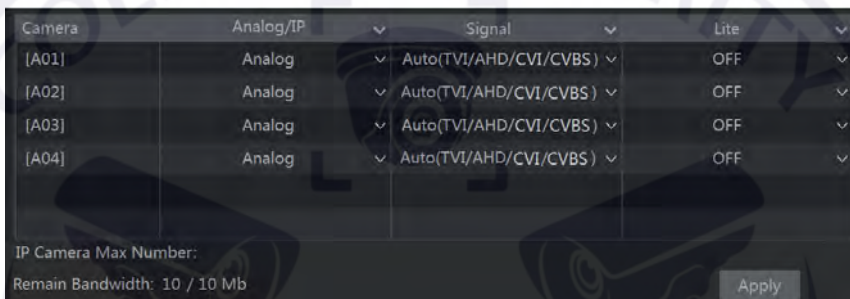 Camera Analog/IP Signal Lite
[A01] Analog Auto(TVI/AHD/CVI/CVBS) OFF
[A02] Analog Auto(TVI/AHD/CVI/CVBS) OFF
[A03] Analog Auto(TVI/AHD/CVI/CVBS) OFF
[A04] Analog Auto(TVI/AHD/CVI/CVBS) OFF
IP Camera Max Number:
Remain Bandwidth: 10 / 10 Mb
Apply